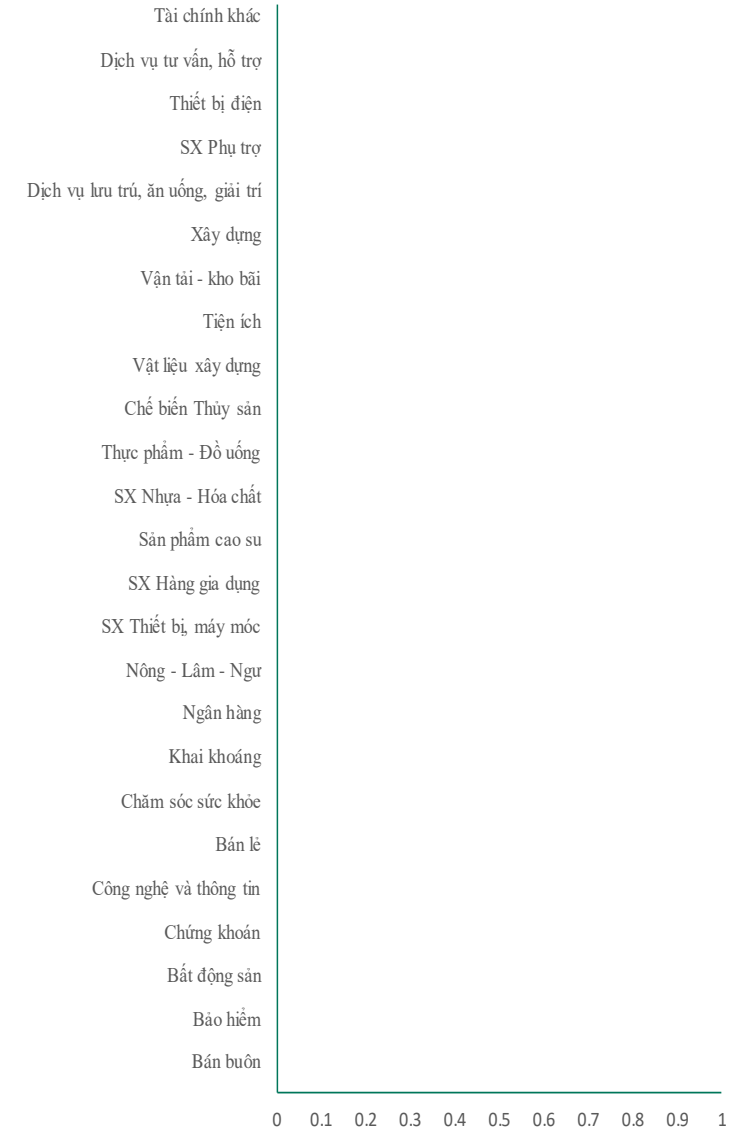 Tài chính khác
Dịch vụ tư vấn, hỗ trợ
Thiết bị điện
SX Phụ trợ
Dịch vụ lưu trú, ăn uống, giải trí
Xây dựng
Vận tải - kho bãi
Tiện ích
Vật liệu xây dựng
Chế biến Thủy sản
Thực phẩm - Đồ uống
SX Nhựa - Hóa chất
Sản phẩm cao su
SX Hàng gia dụng
SX Thiết bị, máy móc
Nông - Lâm - Ngư
Ngân hàng
Khai khoáng
Chăm sóc sức khỏe
Bán lẻ
Công nghệ và thông tin
Chứng khoán
Bất động sản
Bảo hiểm
Bán buôn
0 0.1 0.2 0.3 0.4 0.5 0.6 0.7 0.8 0.9 1